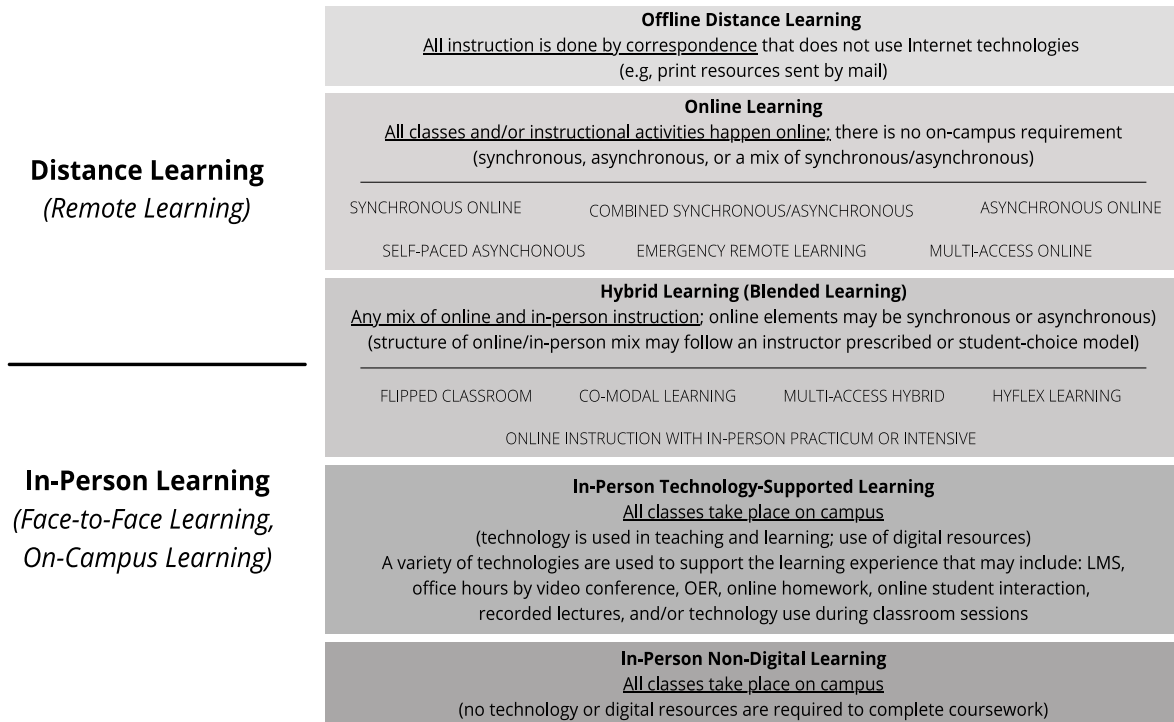 Offline Distance Learning
All instruction is done by correspondence that does not use Internet technologies
(e.g, print resources sent by mail)
Online Learning
All classes and/or instructional activities happen online; there is no on-campus requirement
(synchronous, asynchronous, or a mix of synchronous/asynchronous)
Distance Learning
(Remote Learning)
SYNCHRONOUS ONLINE COMBINED SYNCHRONOUS/ASYNCHRONOUS ASYNCHRONOUS ONLINE
SELF-PACED ASYNCHONOUS EMERGENCY REMOTE LEARNING MULTI-ACCESS ONLINE
Hybrid Learning (Blended Learning)
Any mix of online and in-person instruction; online elements may be synchronous or asynchronous)
(structure of online/in-person mix may follow an instructor prescribed or student-choice model)
FLIPPED CLASSROOM CO-MODAL LEARNING MULTI-ACCESS HYBRID HYFLEX LEARNING
ONLINE INSTRUCTION WITH IN-PERSON PRACTICUM OR INTENSIVE
In-Person Learning
(Face-to-Face Learning,
On-Campus Learning)
In-Person Technology-Supported Learning
All classes take place on campus
(technology is used in teaching and learning; use of digital resources)
A variety of technologies are used to support the learning experience that may include: LMS,
office hours by video conference, OER, online homework, online student interaction,
recorded lectures, and/or technology use during classroom sessions
In-Person Non-Digital Learning
All classes take place on campus
(no technology or digital resources are required to complete coursework)